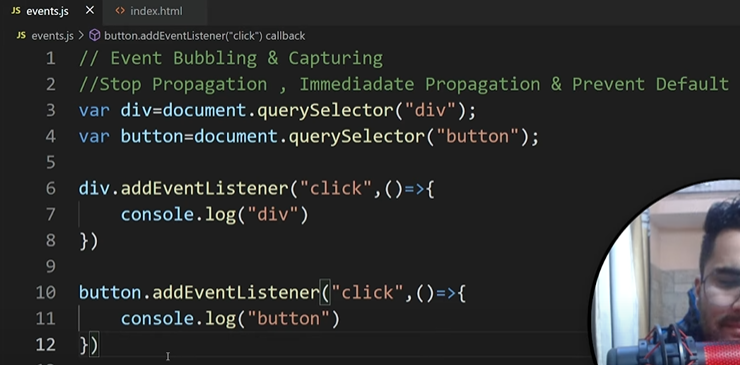 JS events.js × <> index.html
JS events.js > button.addEventListener("click") callback
1 // Event Bubbling & Capturing
2 //Stop Propagation , Immediadate Propagation & Prevent Default
3 var div=document.querySelector("div");
4 var button=document.querySelector("button");
5
6 div.addEventListener("click",()=>{
7 console.log("div")
8 })
9
10 button.addEventListener("click",()=>{
11 console.log("button")
12 })